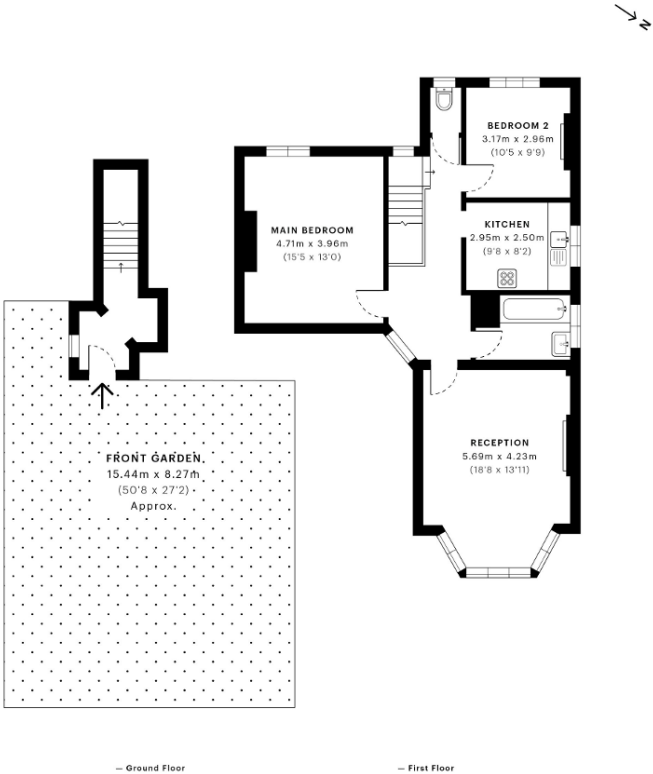 N
BEDROOM 2
3.17m x 2.96m
(10'5 x 9'9)
MAIN BEDROOM
4.71m x 3.96m
(15'5 x 13'0)
KITCHEN
2.95m x 2.50m
(9'8 x 8'2)
RECEPTION
5.69m x 4.23m
(18'8 x 13'11)
FRONT GARDEN
15.44m x 8.27m
(50'8 x 27'2)
Approx.
— Ground Floor
— First Floor